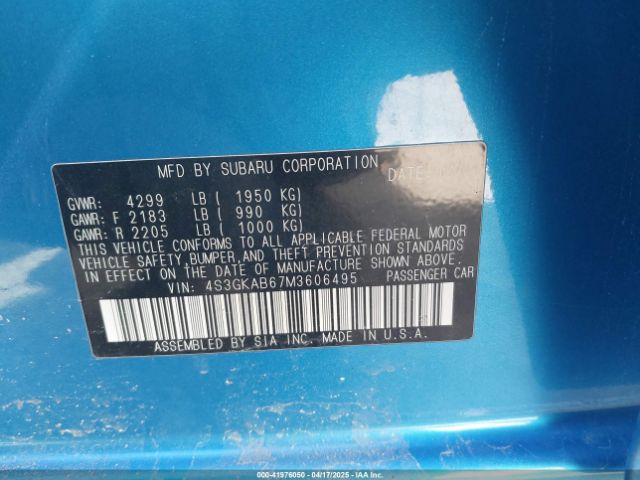 MFD BY SUBARU CORPORATION DATE:
GVWR: 4299 LB ( 1950 KG)
GAWR: F 2183 LB ( 990 KG)
GAWR: R 2205 LB ( 1000 KG)
THIS VEHICLE CONFORMS TO ALL APPLICABLE FEDERAL MOTOR
VEHICLE SAFETY, BUMPER, AND THEFT PREVENTION STANDARDS
IN EFFECT ON THE DATE OF MANUFACTURE SHOWN ABOVE.
VIN: 4S3GKAB67M3606495 PASSENGER CAR
ASSEMBLED BY SIA INC. MADE IN U.S.A.
000-41976050 04/17/2025 IAA Inc.